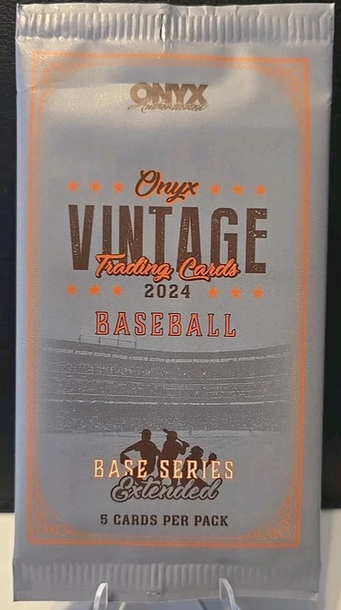 ONYX
Authenticated
Onyx
VINTAGE
Trading Cards
2024
BASEBALL
BASE SERIES
Extended
5 CARDS PER PACK